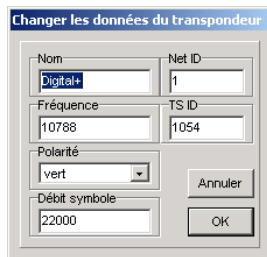 Changer les données du transpondeur
Nom
Net ID
Digital+
1
Fréquence
TS ID
10788
1054
Polarité
vert
Annuler
Débit symbole
22000
OK